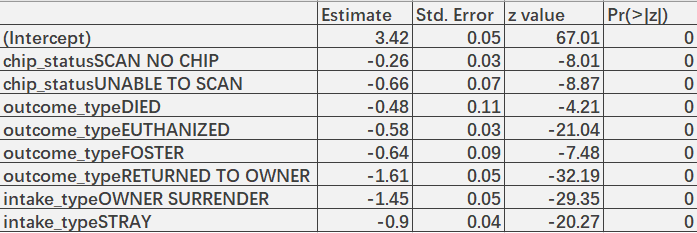 Estimate Std. Error z value Pr(>|z|)
(Intercept) 3.42 0.05 67.01 0
chip_statusSCAN NO CHIP -0.26 0.03 -8.01 0
chip_statusUNABLE TO SCAN -0.66 0.07 -8.87 0
outcome_typeDIED -0.48 0.11 -4.21 0
outcome_typeEUTHANIZED -0.58 0.03 -21.04 0
outcome_typeFOSTER -0.64 0.09 -7.48 0
outcome_typeRETURNED TO OWNER -1.61 0.05 -32.19 0
intake_typeOWNER SURRENDER -1.45 0.05 -29.35 0
intake_typeSTRAY -0.9 0.04 -20.27 0